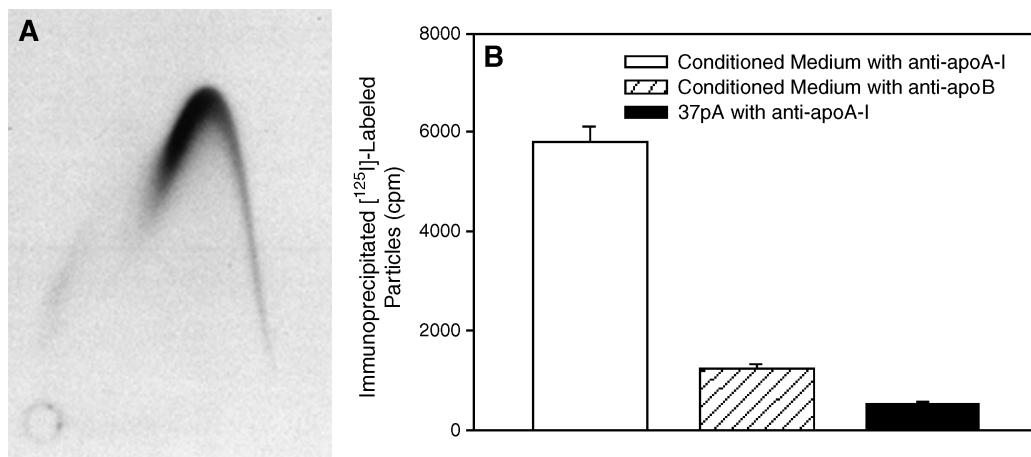 A
B
Conditioned Medium with anti-apoA-I
Conditioned Medium with anti-apoB
37pA with anti-apoA-I
Immunoprecipitated [¹²⁵I]-Labeled
Particles (cpm)
8000
6000
4000
2000
0